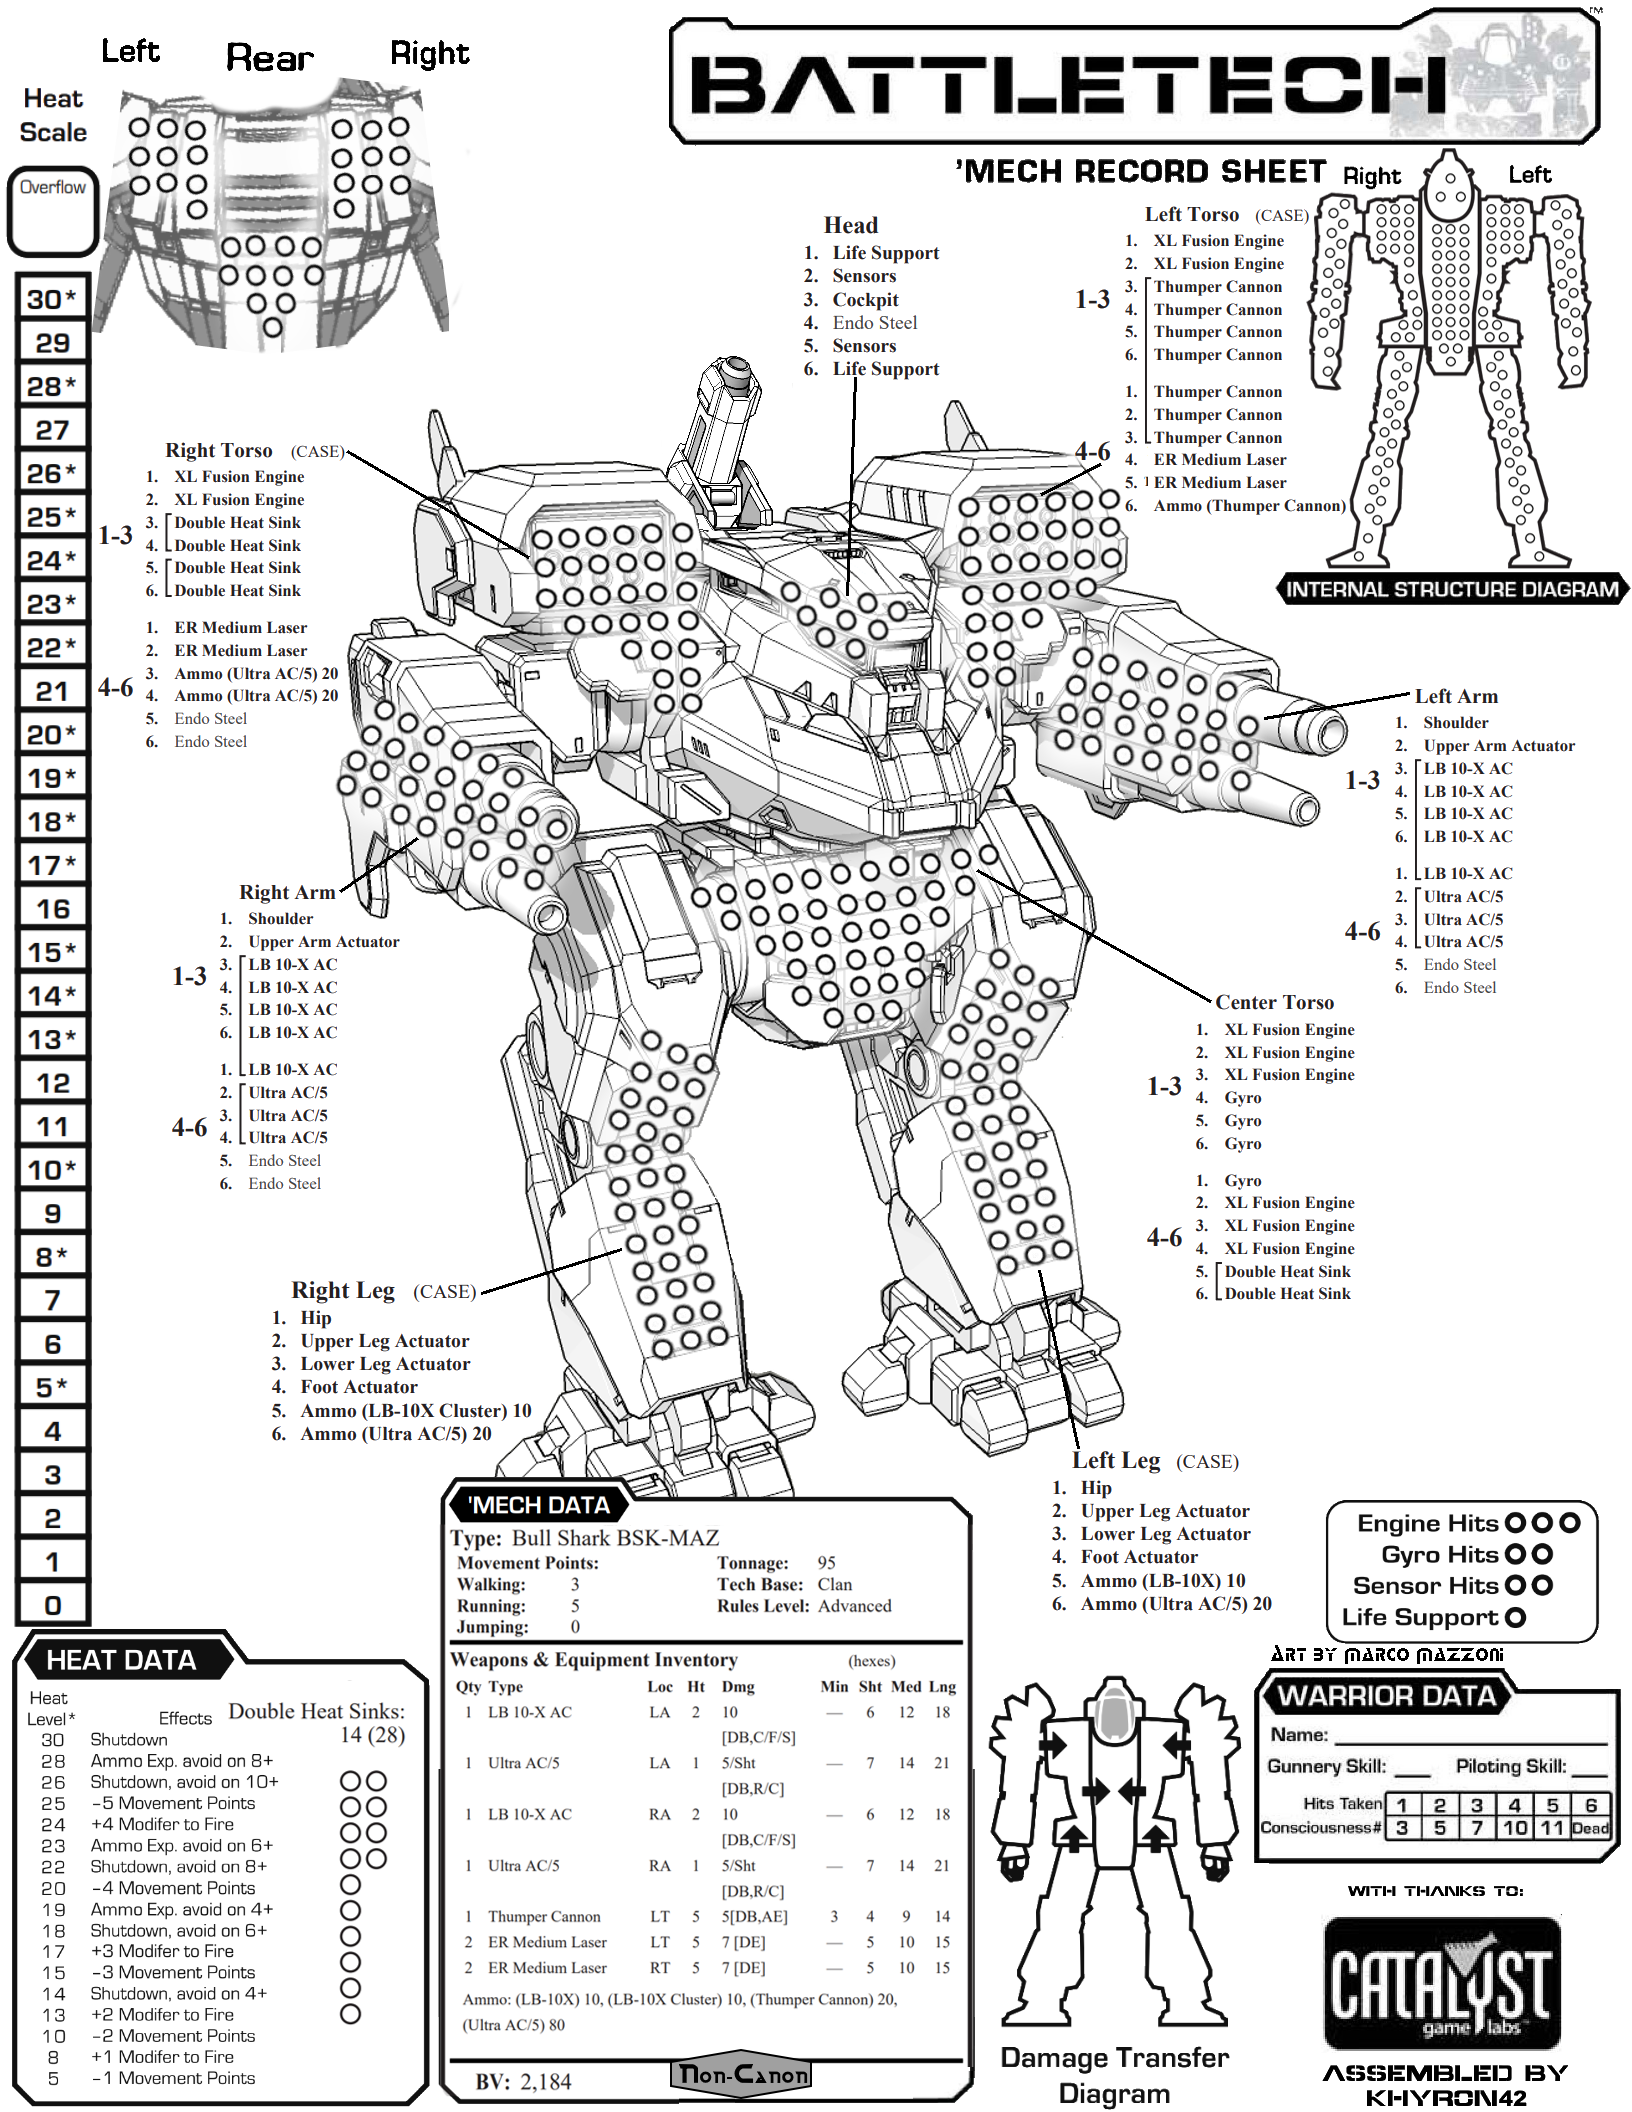 Left Rear Right
BATTLETECH™
'MECH RECORD SHEET
Heat
Scale
Overflow
30*
29
28*
27
26*
25*
24*
23*
22*
21
20*
19*
18*
17*
16
15*
14*
13*
12
11
10*
9
8*
7
6
5*
4
3
2
1
0
Head
1. Life Support
2. Sensors
3. Cockpit
4. Endo Steel
5. Sensors
6. Life Support
Left Torso (CASE)
1. XL Fusion Engine
2. XL Fusion Engine
1-3 3. Thumper Cannon
4. Thumper Cannon
5. Thumper Cannon
6. Thumper Cannon
1. Thumper Cannon
2. Thumper Cannon
3. Thumper Cannon
4-6 4. ER Medium Laser
5. ER Medium Laser
6. Ammo (Thumper Cannon)
Right Left
INTERNAL STRUCTURE DIAGRAM
Right Torso (CASE)
1. XL Fusion Engine
2. XL Fusion Engine
1-3 3. Double Heat Sink
4. Double Heat Sink
5. Double Heat Sink
6. Double Heat Sink
1. ER Medium Laser
2. ER Medium Laser
4-6 3. Ammo (Ultra AC/5) 20
4. Ammo (Ultra AC/5) 20
5. Endo Steel
6. Endo Steel
Left Arm
1. Shoulder
2. Upper Arm Actuator
1-3 3. LB 10-X AC
4. LB 10-X AC
5. LB 10-X AC
6. LB 10-X AC
1. LB 10-X AC
2. Ultra AC/5
4-6 3. Ultra AC/5
4. Ultra AC/5
5. Endo Steel
6. Endo Steel
Right Arm
1. Shoulder
2. Upper Arm Actuator
1-3 3. LB 10-X AC
4. LB 10-X AC
5. LB 10-X AC
6. LB 10-X AC
1. LB 10-X AC
2. Ultra AC/5
4-6 3. Ultra AC/5
4. Ultra AC/5
5. Endo Steel
6. Endo Steel
Center Torso
1. XL Fusion Engine
2. XL Fusion Engine
1-3 3. XL Fusion Engine
4. Gyro
5. Gyro
6. Gyro
1. Gyro
2. XL Fusion Engine
4-6 3. XL Fusion Engine
4. XL Fusion Engine
5. Double Heat Sink
6. Double Heat Sink
Right Leg (CASE)
1. Hip
2. Upper Leg Actuator
3. Lower Leg Actuator
4. Foot Actuator
5. Ammo (LB-10X Cluster) 10
6. Ammo (Ultra AC/5) 20
Left Leg (CASE)
1. Hip
2. Upper Leg Actuator
3. Lower Leg Actuator
4. Foot Actuator
5. Ammo (LB-10X) 10
6. Ammo (Ultra AC/5) 20
Engine Hits
Gyro Hits
Sensor Hits
Life Support
'MECH DATA
Type: Bull Shark BSK-MAZ
Movement Points: Tonnage: 95
Walking: 3 Tech Base: Clan
Running: 5 Rules Level: Advanced
Jumping: 0
Weapons & Equipment Inventory (hexes)
Qty Type Loc Ht Dmg Min Sht Med Lng
1 LB 10-X AC LA 2 10 — 6 12 18
[DB,C/F/S]
1 Ultra AC/5 LA 1 5/Sht — 7 14 21
[DB,R/C]
1 LB 10-X AC RA 2 10 — 6 12 18
[DB,C/F/S]
1 Ultra AC/5 RA 1 5/Sht — 7 14 21
[DB,R/C]
1 Thumper Cannon LT 5 5[DB,AE] 3 4 9 14
2 ER Medium Laser LT 5 7 [DE] — 5 10 15
2 ER Medium Laser RT 5 7 [DE] — 5 10 15
Ammo: (LB-10X) 10, (LB-10X Cluster) 10, (Thumper Cannon) 20,
(Ultra AC/5) 80
BV: 2,184
Non-Canon
HEAT DATA
Heat
Level* Effects Double Heat Sinks:
14 (28)
30 Shutdown
28 Ammo Exp. avoid on 8+
26 Shutdown, avoid on 10+
25 -5 Movement Points
24 +4 Modifer to Fire
23 Ammo Exp. avoid on 6+
22 Shutdown, avoid on 8+
20 -4 Movement Points
19 Ammo Exp. avoid on 4+
18 Shutdown, avoid on 6+
17 +3 Modifer to Fire
15 -3 Movement Points
14 Shutdown, avoid on 4+
13 +2 Modifer to Fire
10 -2 Movement Points
8 +1 Modifer to Fire
5 -1 Movement Points
Damage Transfer
Diagram
Art by Marco Mazzoni
WARRIOR DATA
Name:
Gunnery Skill: Piloting Skill:
Hits Taken 1 2 3 4 5 6
Consciousness# 3 5 7 10 11 Dead
WITH THANKS TO:
CATALYST
game labs™
ASSEMBLED BY
KHYRON42